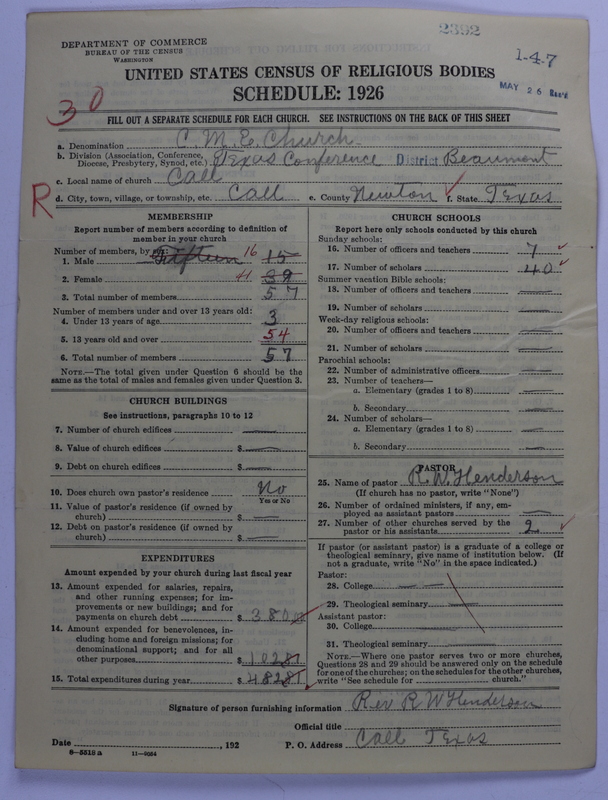 2392
DEPARTMENT OF COMMERCE
BUREAU OF THE CENSUS
WASHINGTON
1-4-7
MAY 26 Rec'd
UNITED STATES CENSUS OF RELIGIOUS BODIES
SCHEDULE: 1926
30
FILL OUT A SEPARATE SCHEDULE FOR EACH CHURCH. SEE INSTRUCTIONS ON THE BACK OF THIS SHEET
a. Denomination C. M. E. Church
b. Division (Association, Conference, Diocese, Presbytery, Synod, etc.) Texas Conference District Beaumont
c. Local name of church Call
R
d. City, town, village, or township, etc. Call e. County Newton f. State Texas
MEMBERSHIP
Report number of members according to definition of
member in your church
Number of members, by
1. Male Fifteen 16 15
2. Female 41 39
3. Total number of members 57
Number of members under and over 13 years old:
4. Under 13 years of age 3
5. 13 years old and over 54
6. Total number of members 57
NOTE.—The total given under Question 6 should be
same as the total of males and females given under Question 3.
CHURCH BUILDINGS
See instructions, paragraphs 10 to 12
7. Number of church edifices
8. Value of church edifices $
9. Debt on church edifices $
10. Does church own pastor's residence No
Yes or No
11. Value of pastor's residence (if owned by
church) $
12. Debt on pastor's residence (if owned by
church) $
EXPENDITURES
Amount expended by your church during last fiscal year
13. Amount expended for salaries, repairs,
and other running expenses; for im-
provements or new buildings; and for
payments on church debt $ 380
14. Amount expended for benevolences, in-
cluding home and foreign missions; for
denominational support; and for all
other purposes $
15. Total expenditures during year $
CHURCH SCHOOLS
Report here only schools conducted by this church
Sunday schools:
16. Number of officers and teachers 7
17. Number of scholars 40
Summer vacation Bible schools:
18. Number of officers and teachers
19. Number of scholars
Week-day religious schools:
20. Number of officers and teachers
21. Number of scholars
Parochial schools:
22. Number of administrative officers
23. Number of teachers—
a. Elementary (grades 1 to 8)
b. Secondary
24. Number of scholars—
a. Elementary (grades 1 to 8)
b. Secondary
PASTOR
25. Name of pastor R. W. Henderson
(If church has no pastor, write "None")
26. Number of ordained ministers, if any, em-
ployed as assistant pastors
27. Number of other churches served by the
pastor or his assistants 2
If pastor (or assistant pastor) is a graduate of a college or
theological seminary, give name of institution below. (If
not a graduate, write "No" in the space indicated.)
Pastor:
28. College
29. Theological seminary
Assistant pastor:
30. College
31. Theological seminary
NOTE.—Where one pastor serves two or more churches,
Questions 28 and 29 should be answered only on the schedule
for one of the churches; on the schedules for the other churches,
write "See schedule for church."
Signature of person furnishing information Rev R W Henderson
Official title
Date , 192 P. O. Address Call Texas
8—5518 a 11—9064